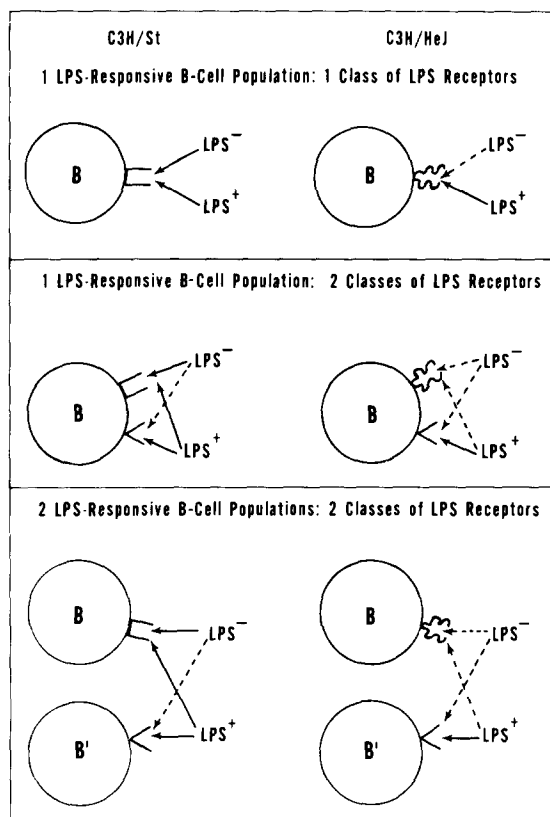 C3H/St C3H/HeJ
1 LPS-Responsive B-Cell Population: 1 Class of LPS Receptors
B LPS⁻ LPS⁺ B LPS⁻ LPS⁺
1 LPS-Responsive B-Cell Population: 2 Classes of LPS Receptors
B LPS⁻ LPS⁺ B LPS⁻ LPS⁺
2 LPS-Responsive B-Cell Populations: 2 Classes of LPS Receptors
B LPS⁻ B LPS⁻
B' LPS⁺ B' LPS⁺